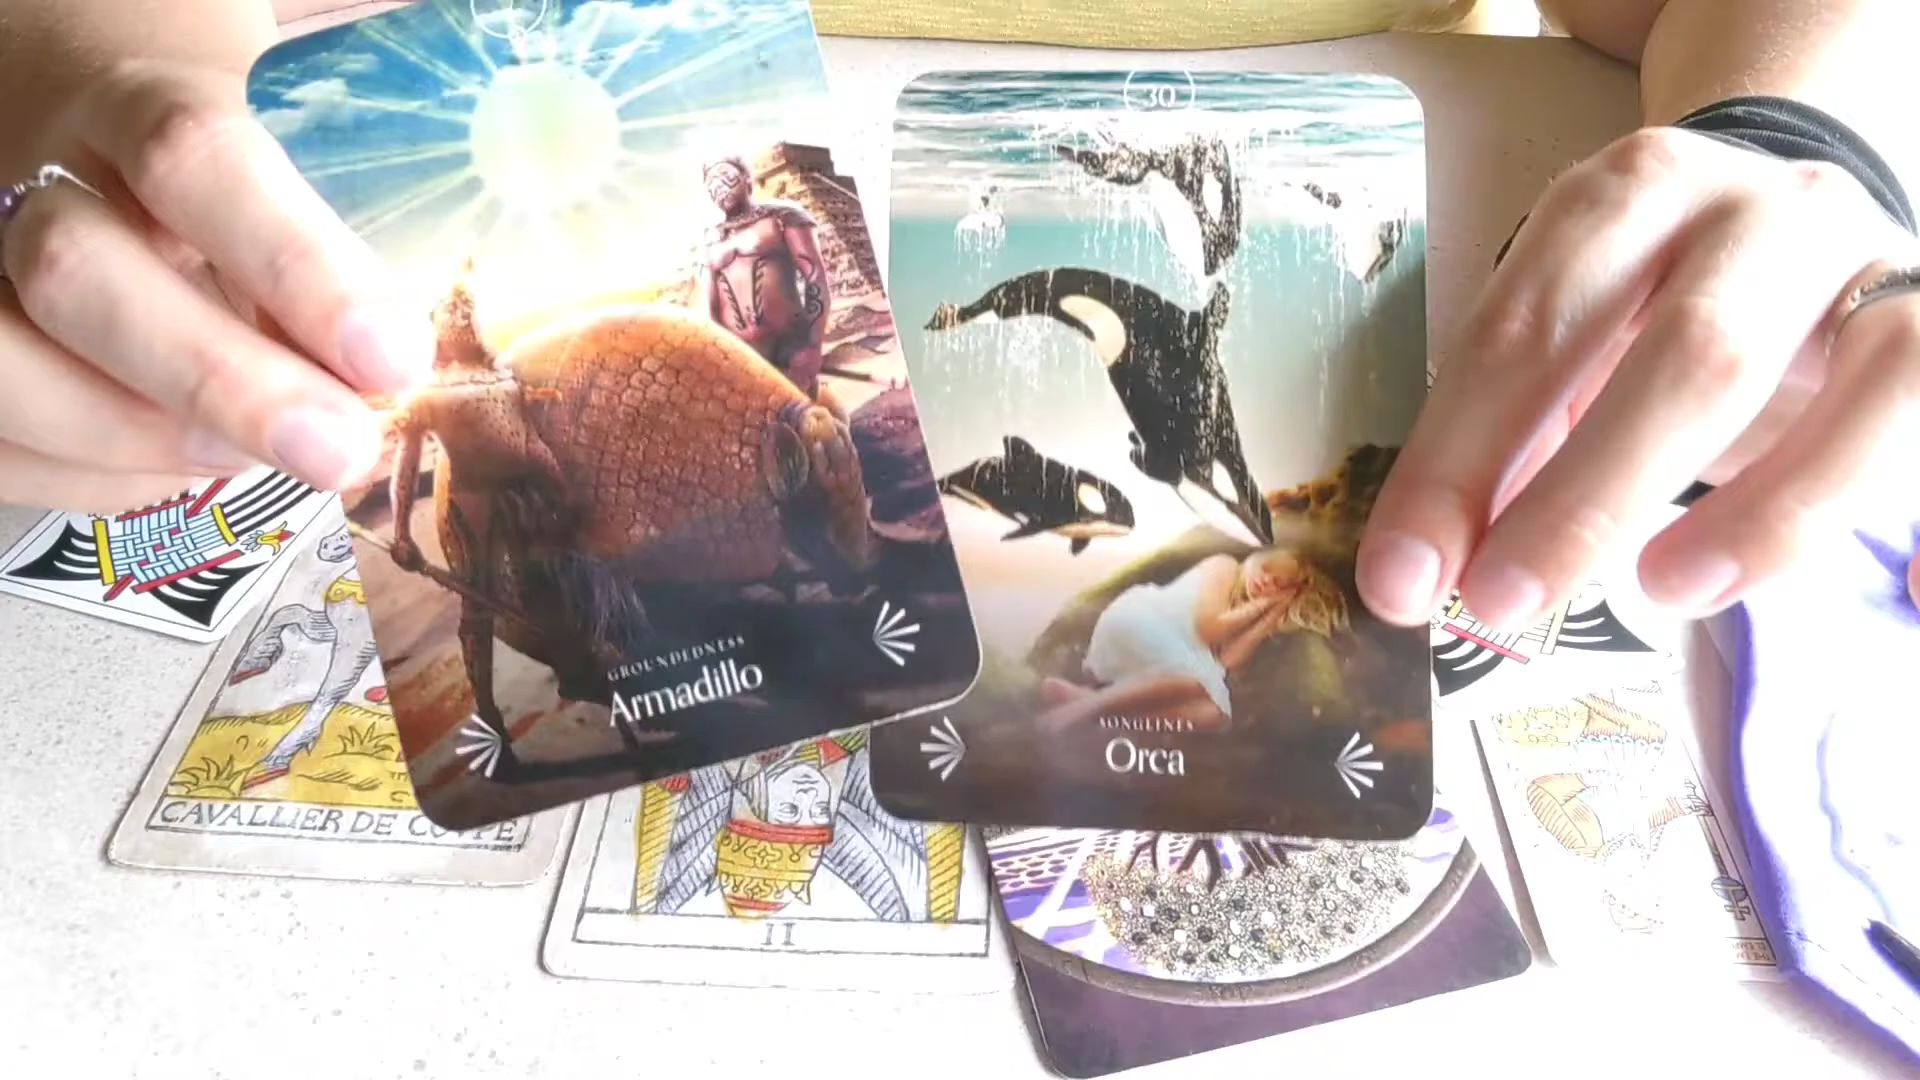 GROUNDEDNESS
Armadillo
30
SONGLINES
Orca
CAVALLIER DE COVPE
II